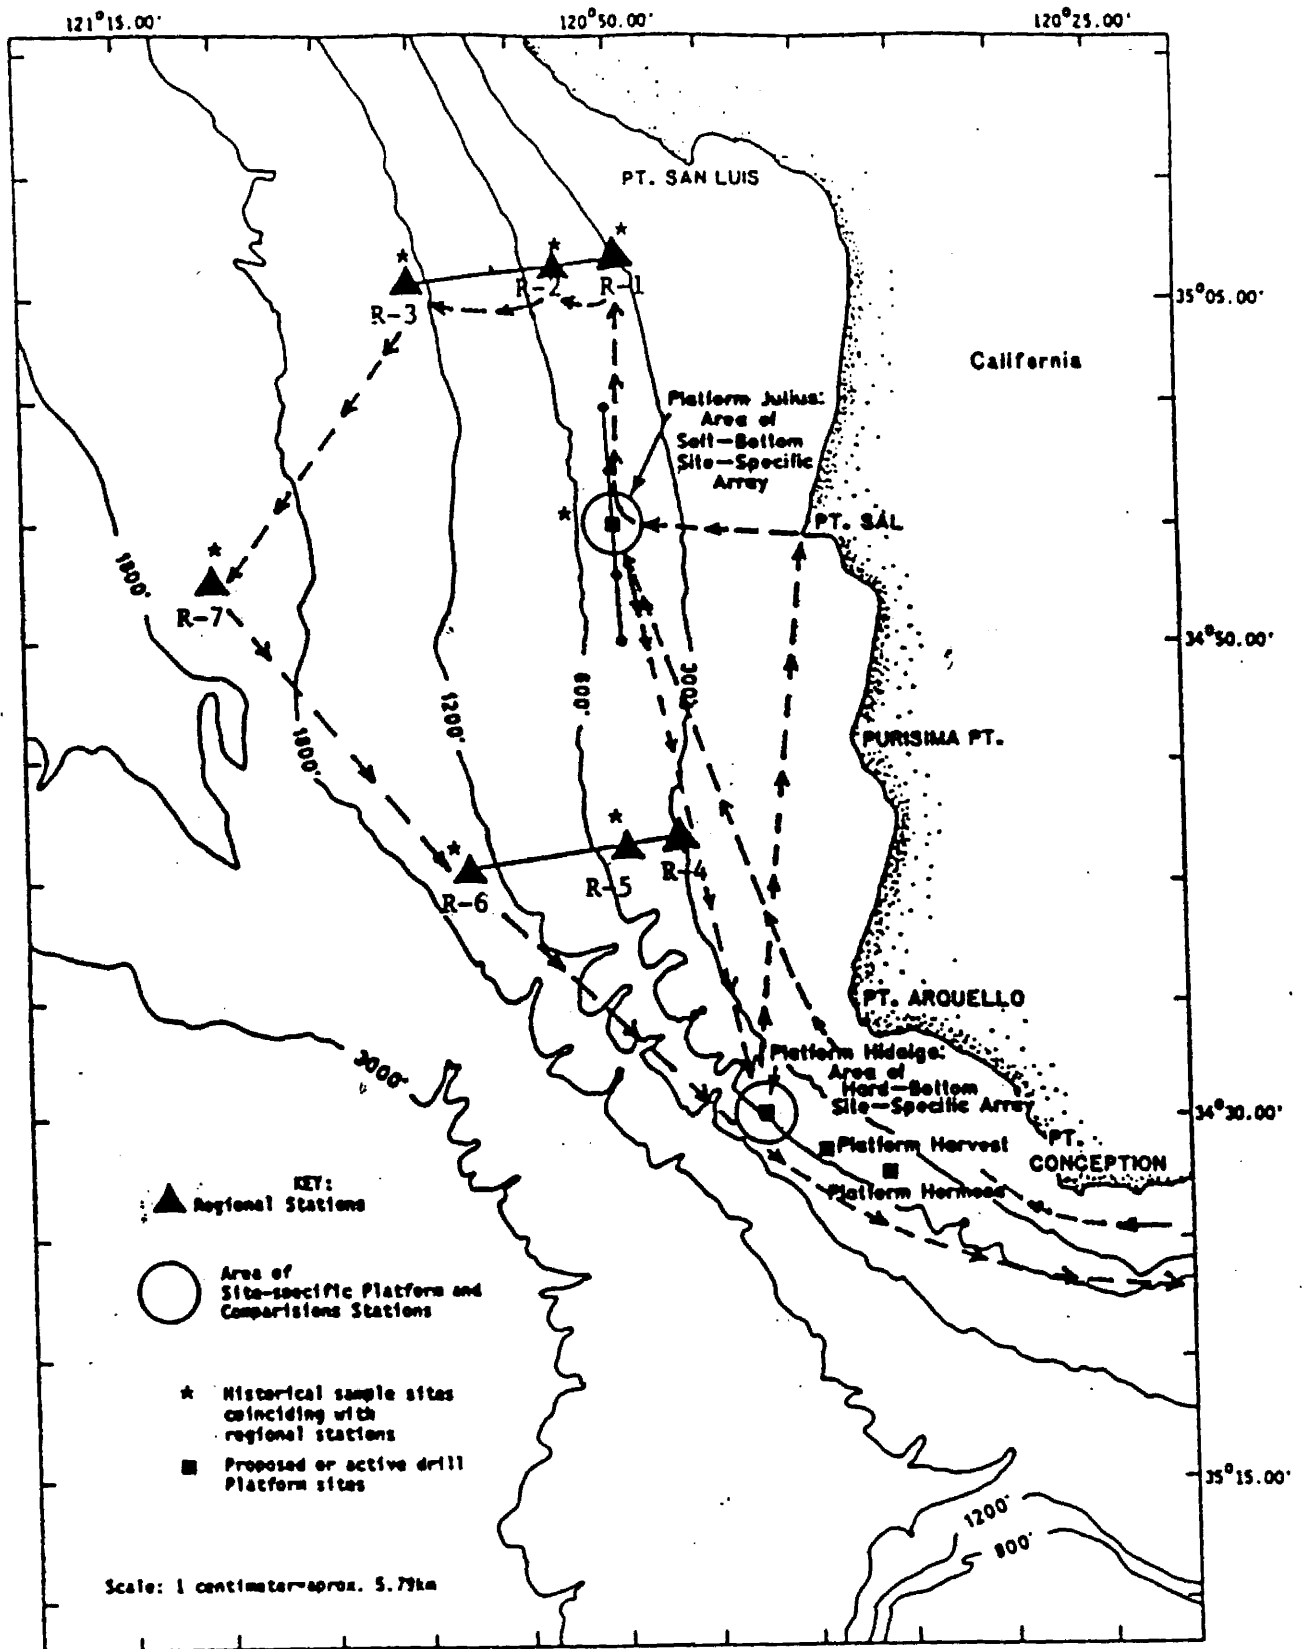 121°15.00'
120°50.00'
120°25.00'
PT. SAN LUIS
R-3
R-2
R-1
35°05.00'
California
Platform Julius:
Area of
Soft-Bottom
Site-Specific
Array
PT. SAL
R-7
1800'
34°50.00'
1200'
600'
300'
1800'
PURISIMA PT.
R-6
R-5
R-4
PT. ARQUELLO
3000'
Platform Hidalgo:
Area of
Hard-Bottom
Site-Specific Array
34°30.00'
Platform Harvest
PT.
CONCEPTION
Platform Hermosa
KEY:
Regional Stations
Area of
Site-specific Platform and
Comparisions Stations
* Historical sample sites
coinciding with
regional stations
Proposed or active drill
Platform sites
35°15.00'
1200'
800'
Scale: 1 centimeter=aprox. 5.79km